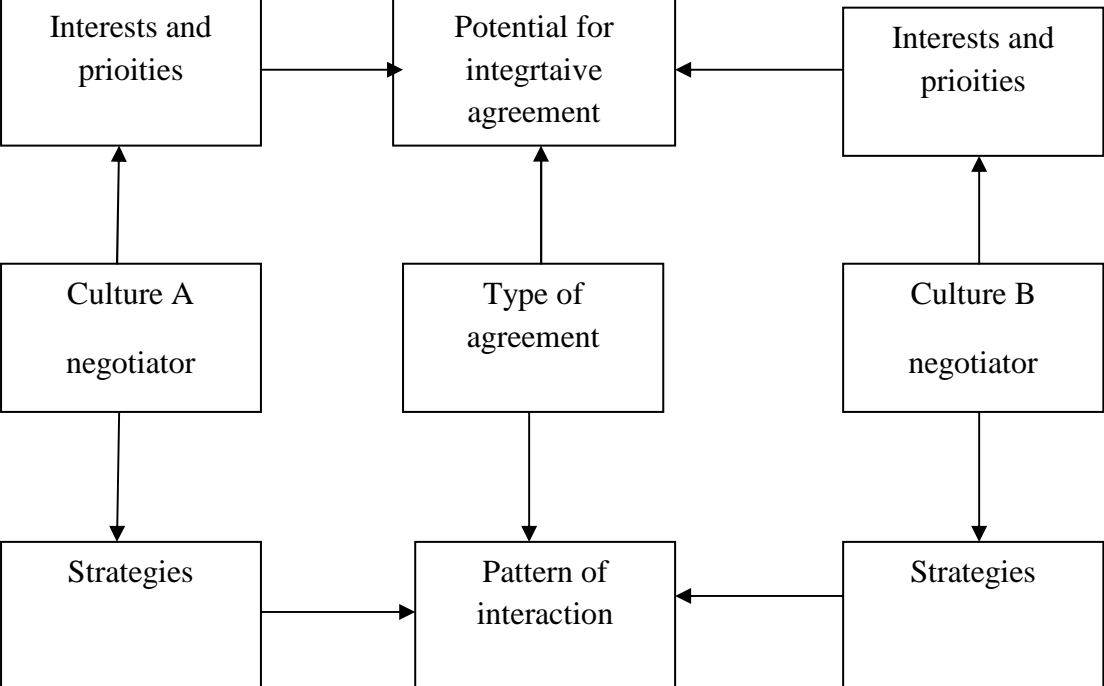 Interests and
prioities
Potential for
integrtaive
agreement
Interests and
prioities
Culture A
negotiator
Type of
agreement
Culture B
negotiator
Strategies
Pattern of
interaction
Strategies